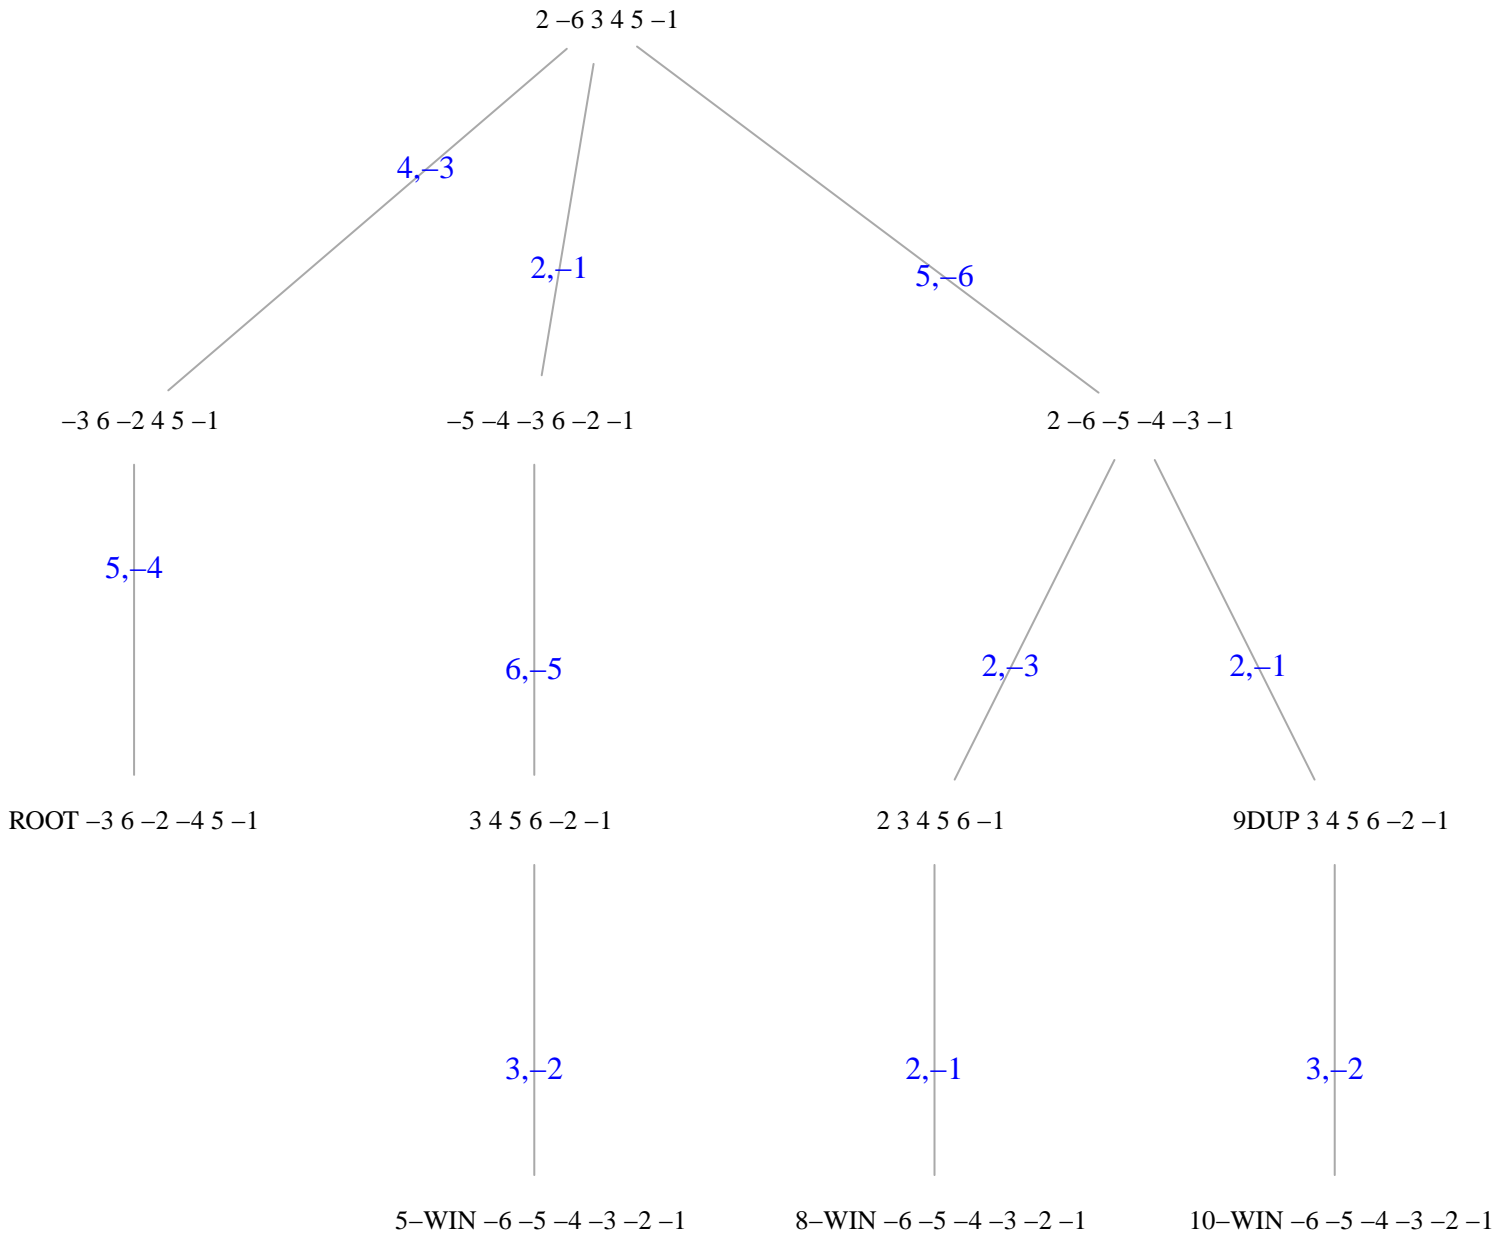 2 –6 3 4 5 –1
4,–3
2,–1
5,–6
–3 6 –2 4 5 –1
–5 –4 –3 6 –2 –1
2 –6 –5 –4 –3 –1
5,–4
6,–5
2,–3
2,–1
ROOT –3 6 –2 –4 5 –1
3 4 5 6 –2 –1
2 3 4 5 6 –1
9DUP 3 4 5 6 –2 –1
3,–2
2,–1
3,–2
5–WIN –6 –5 –4 –3 –2 –1
8–WIN –6 –5 –4 –3 –2 –1
10–WIN –6 –5 –4 –3 –2 –1